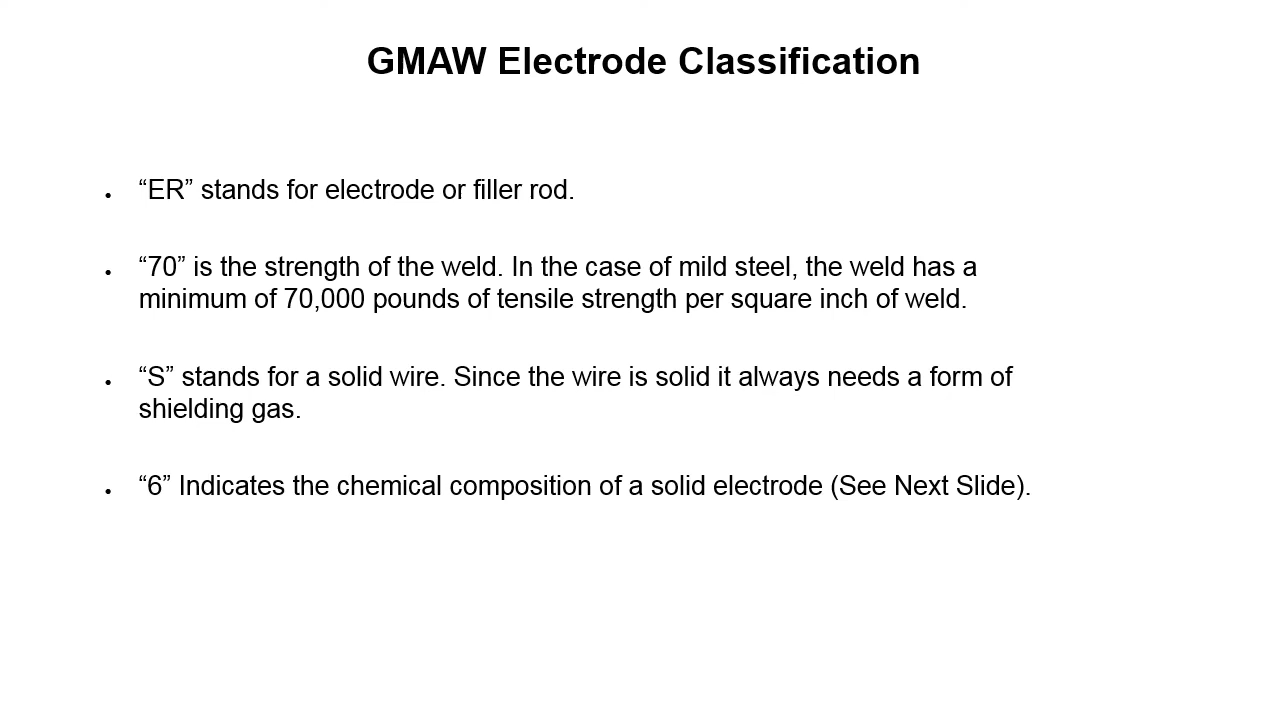 GMAW Electrode Classification
“ER” stands for electrode or filler rod.
“70” is the strength of the weld. In the case of mild steel, the weld has a
minimum of 70,000 pounds of tensile strength per square inch of weld.
“S” stands for a solid wire. Since the wire is solid it always needs a form of
shielding gas.
“6” Indicates the chemical composition of a solid electrode (See Next Slide).